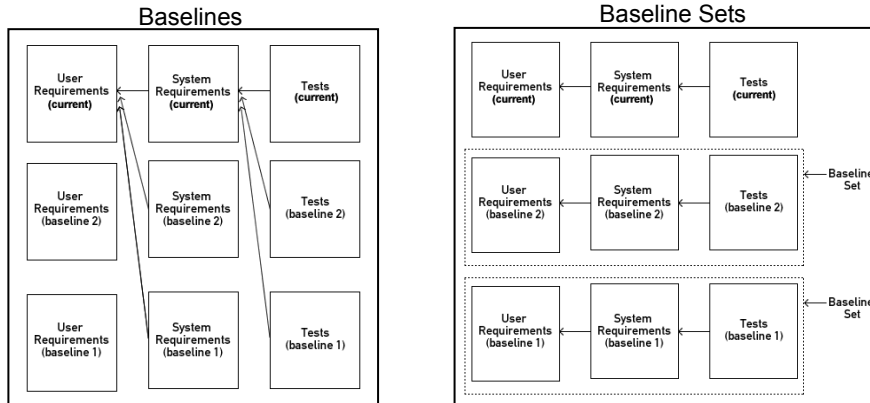 Baselines
User
Requirements
(current)
System
Requirements
(current)
Tests
(current)
User
Requirements
(baseline 2)
System
Requirements
(baseline 2)
Tests
(baseline 2)
User
Requirements
(baseline 1)
System
Requirements
(baseline 1)
Tests
(baseline 1)
Baseline Sets
User
Requirements
(current)
System
Requirements
(current)
Tests
(current)
User
Requirements
(baseline 2)
System
Requirements
(baseline 2)
Tests
(baseline 2)
Baseline
Set
User
Requirements
(baseline 1)
System
Requirements
(baseline 1)
Tests
(baseline 1)
Baseline
Set